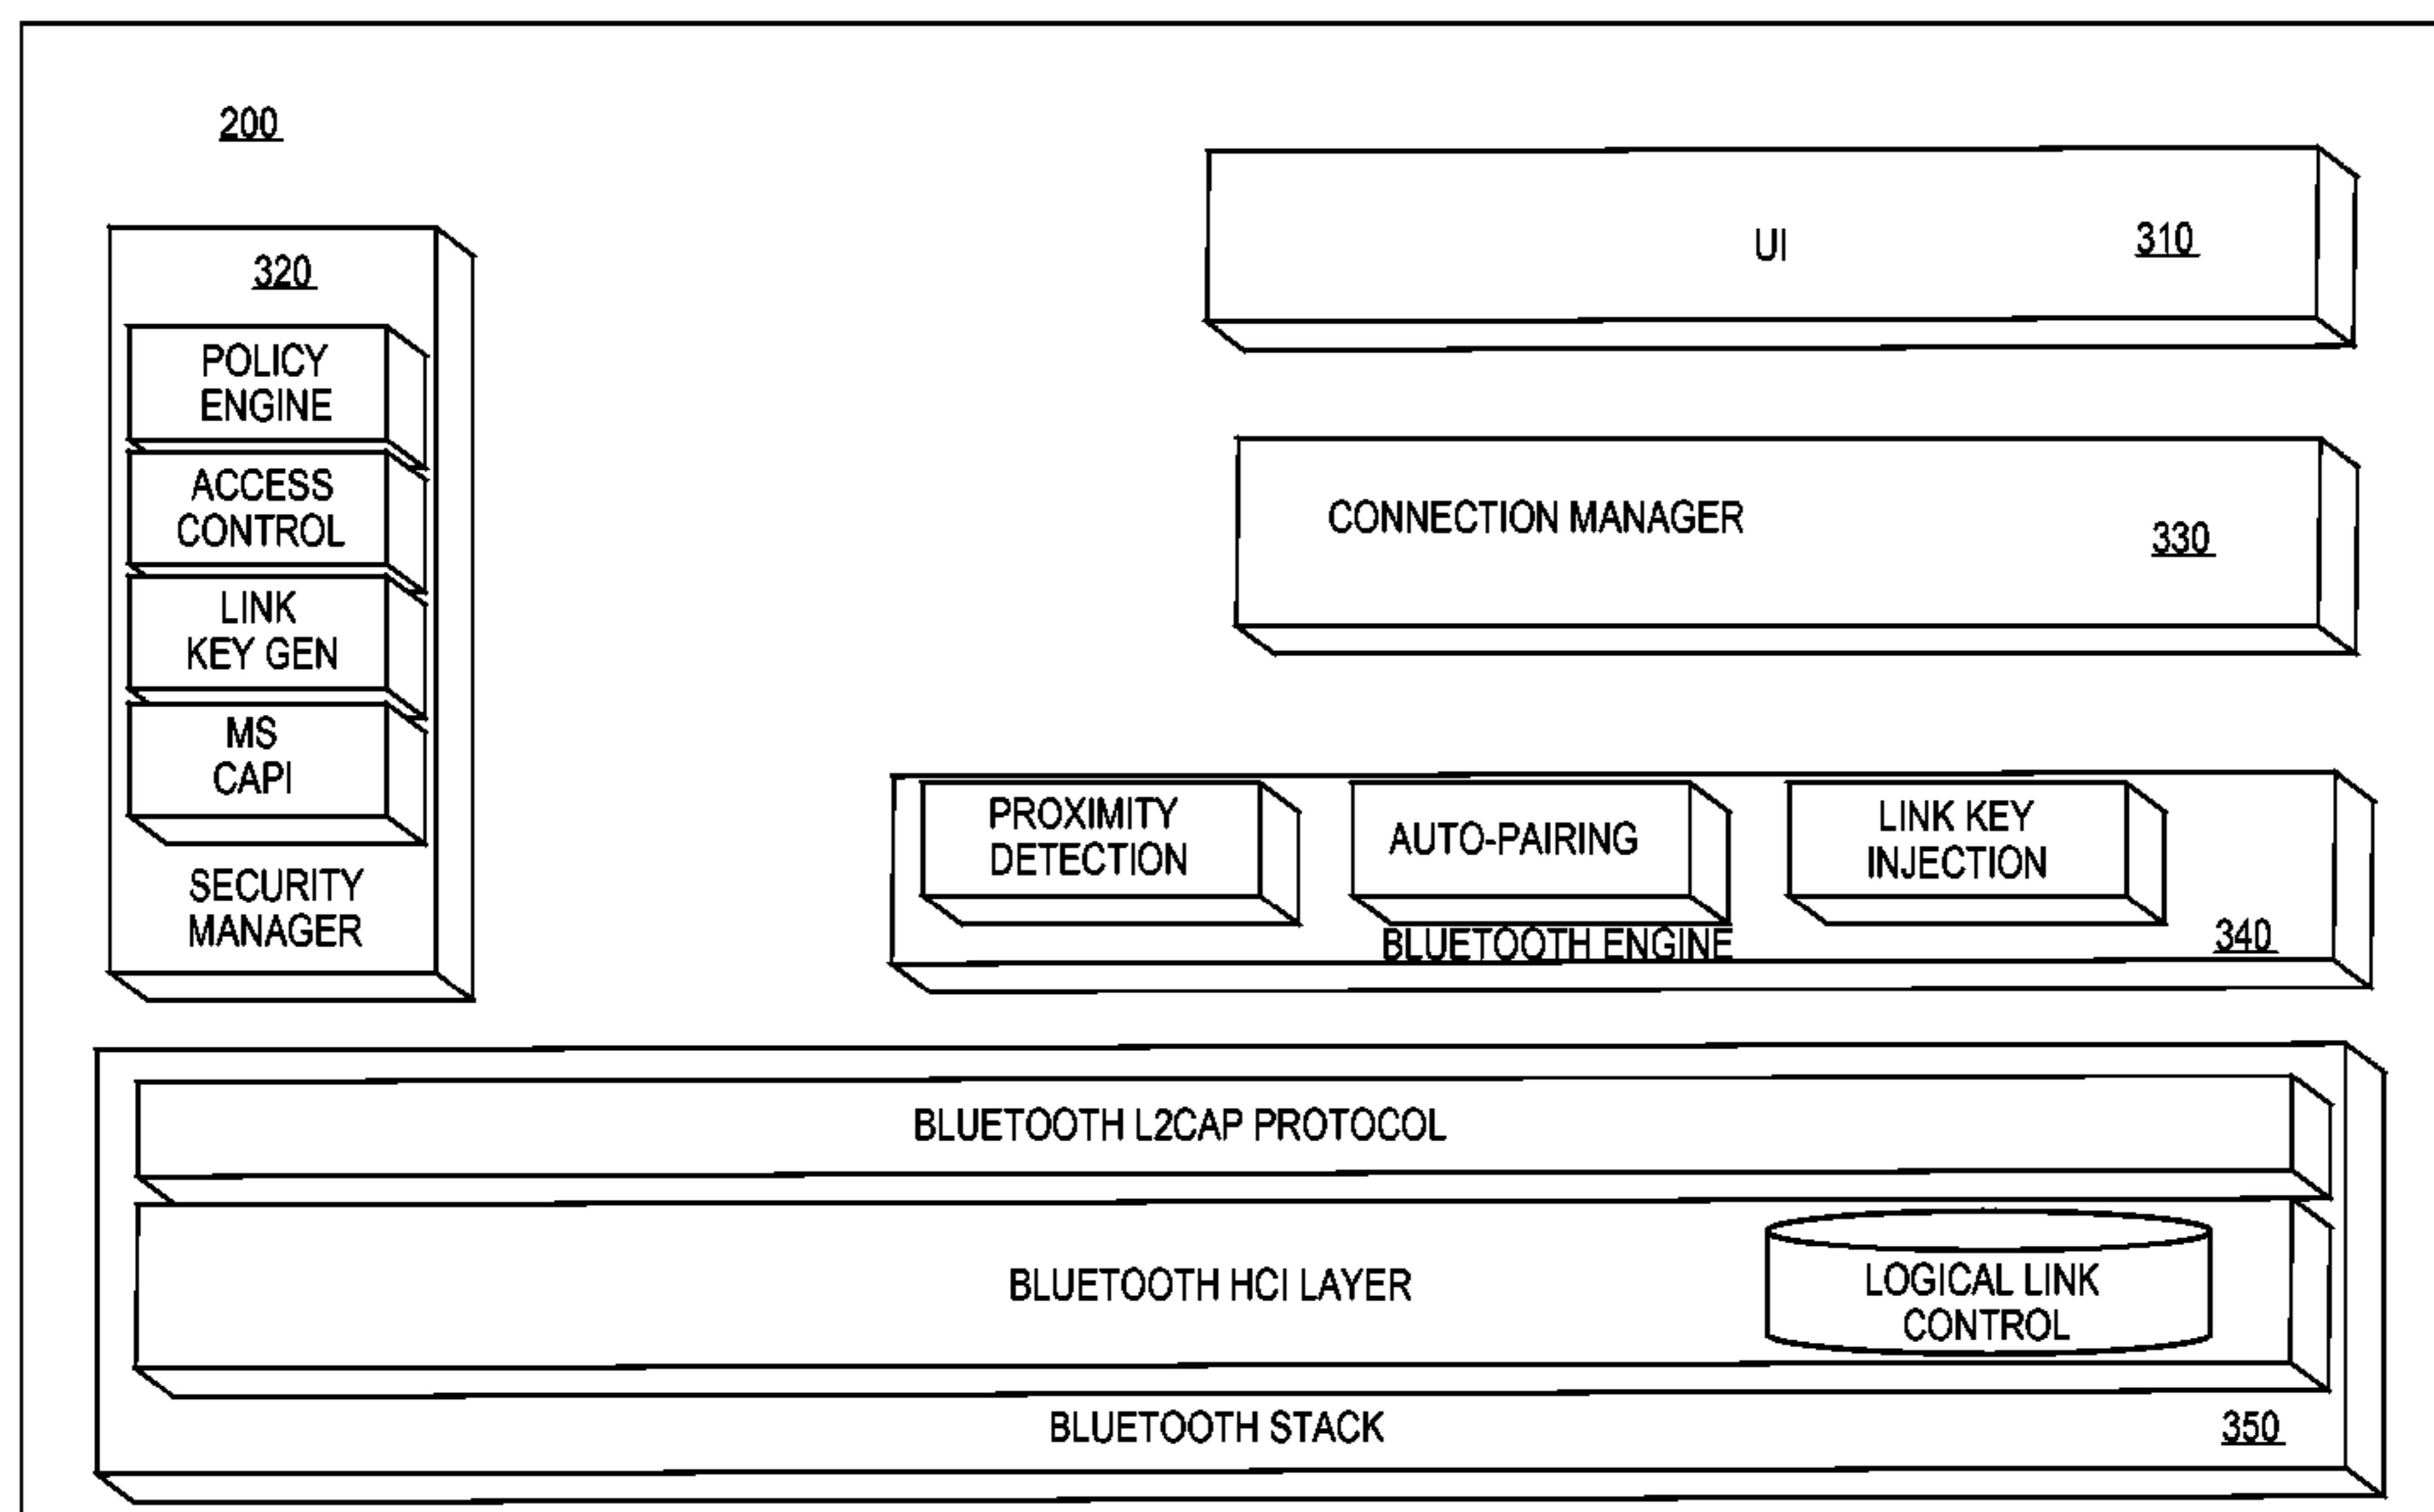 200
UI
310
320
POLICY
ENGINE
ACCESS
CONTROL
LINK
KEY GEN
MS
CAPI
SECURITY
MANAGER
CONNECTION MANAGER
330
PROXIMITY
DETECTION
AUTO-PAIRING
LINK KEY
INJECTION
BLUETOOTH ENGINE
340
BLUETOOTH L2CAP PROTOCOL
BLUETOOTH HCI LAYER
LOGICAL LINK
CONTROL
BLUETOOTH STACK
350